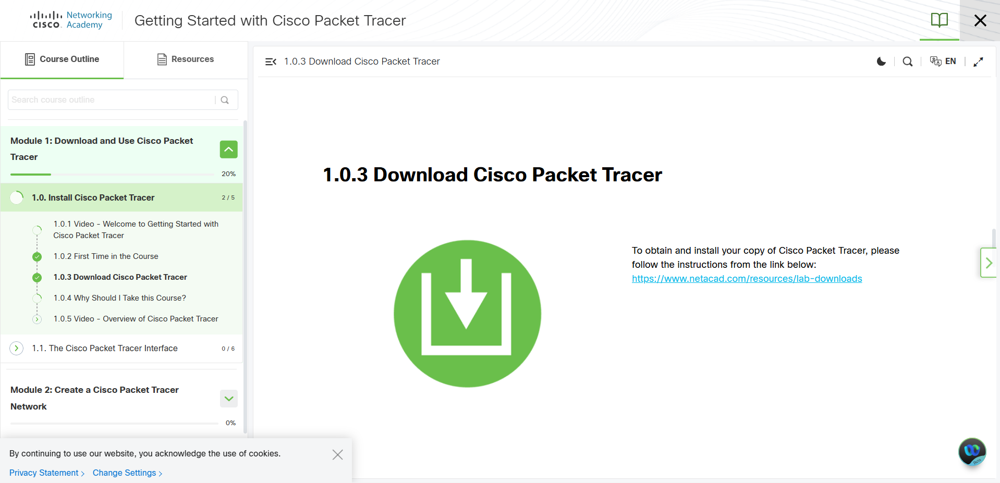 CISCO
Networking
Academy
Getting Started with Cisco Packet Tracer
Course Outline
Resources
Search course outline
Module 1: Download and Use Cisco Packet
Tracer
20%
1.0. Install Cisco Packet Tracer
2 / 5
1.0.1 Video - Welcome to Getting Started with
Cisco Packet Tracer
1.0.2 First Time in the Course
1.0.3 Download Cisco Packet Tracer
1.0.4 Why Should I Take this Course?
1.0.5 Video - Overview of Cisco Packet Tracer
1.1. The Cisco Packet Tracer Interface
0 / 6
Module 2: Create a Cisco Packet Tracer
Network
0%
1.0.3 Download Cisco Packet Tracer
EN
1.0.3 Download Cisco Packet Tracer
To obtain and install your copy of Cisco Packet Tracer, please
follow the instructions from the link below:
https://www.netacad.com/resources/lab-downloads
By continuing to use our website, you acknowledge the use of cookies.
Privacy Statement
Change Settings
Beta